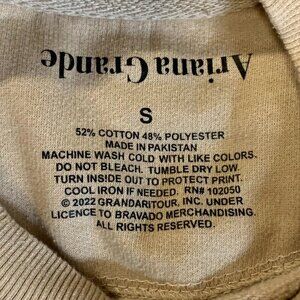 Ariana Grande
S
52% COTTON 48% POLYESTER
MADE IN PAKISTAN
MACHINE WASH COLD WITH LIKE COLORS.
DO NOT BLEACH. TUMBLE DRY LOW.
TURN INSIDE OUT TO PROTECT PRINT.
COOL IRON IF NEEDED. RN# 102050
© 2022 GRANDARITOUR, INC. UNDER
LICENCE TO BRAVADO MERCHANDISING.
ALL RIGHTS RESERVED.